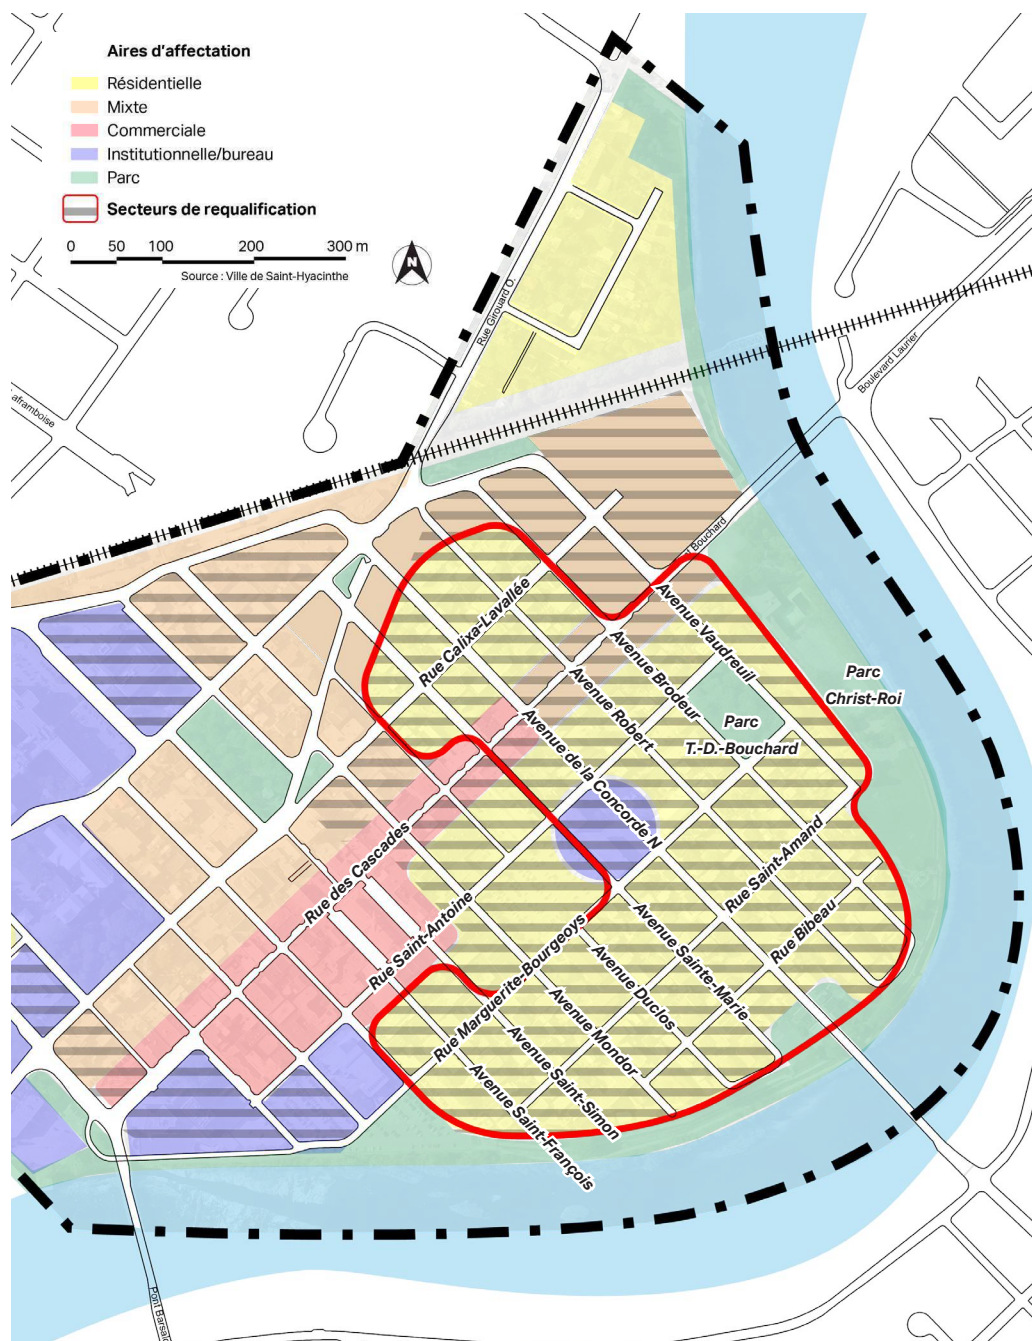 Aires d'affectation
Résidentielle
Mixte
Commerciale
Institutionnelle/bureau
Parc
Secteurs de requalification
0 50 100 200 300 m
N
Source : Ville de Saint-Hyacinthe
Rue Girouard O.
Boulevard Laurier
Bouchard
Rue Calixa-Lavallée
Avenue Vaudreuil
Avenue Brodeur
Avenue Robert
Avenue de la Concorde N
Parc
Christ-Roi
Parc
T.-D.-Bouchard
Rue des Cascades
Rue Saint-Antoine
Rue Saint-Amand
Rue Bibeau
Rue Marguerite-Bourgeoys
Avenue Sainte-Marie
Avenue Duclos
Avenue Mondor
Avenue Saint-Simon
Avenue Saint-François